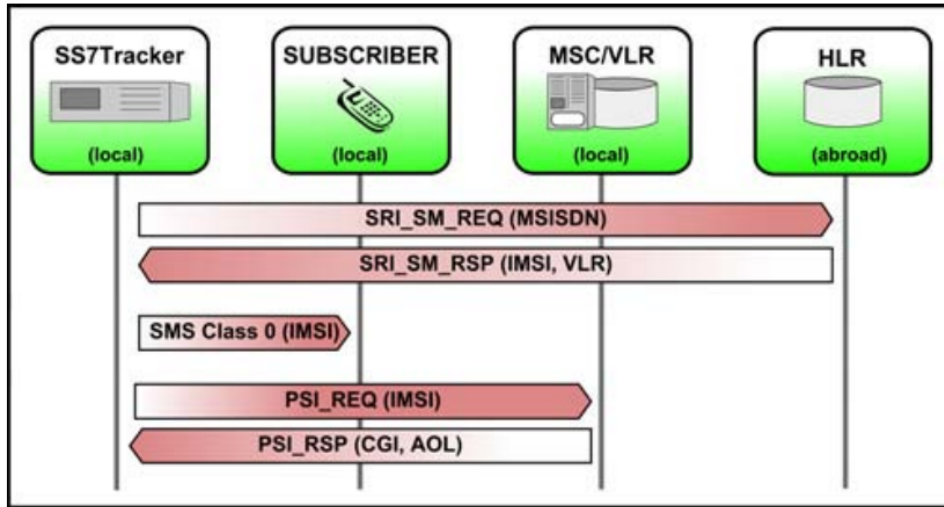 SS7Tracker
SUBSCRIBER
MSC/VLR
HLR
(local)
(local)
(local)
(abroad)
SRI_SM_REQ (MSISDN)
SRI_SM_RSP (IMSI, VLR)
SMS Class 0 (IMSI)
PSI_REQ (IMSI)
PSI_RSP (CGI, AOL)